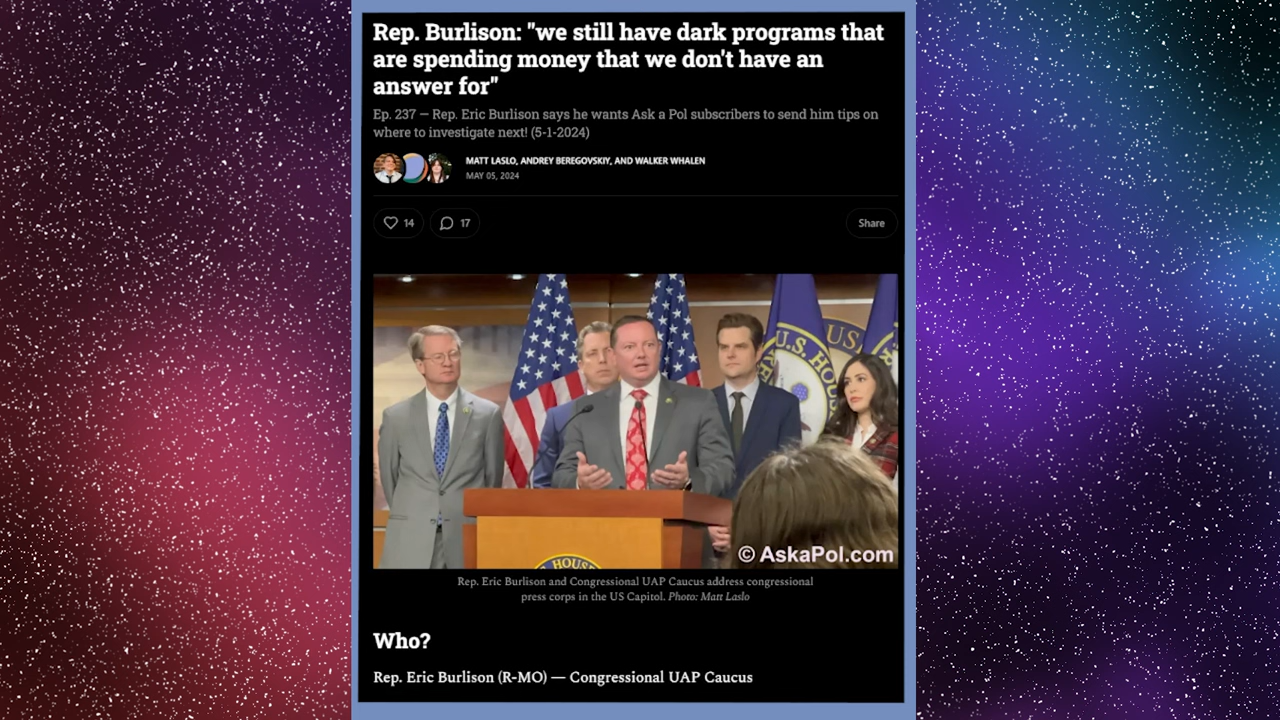 Rep. Burlison: "we still have dark programs that
are spending money that we don't have an
answer for"
Ep. 237 — Rep. Eric Burlison says he wants Ask a Pol subscribers to send him tips on
where to investigate next! (5-1-2024)
MATT LASLO, ANDREY BEREGOVSKIY, AND WALKER WHALEN
MAY 05, 2024
14
17
Share
U.S. HOUS
US
HOUS
© AskaPol.com
Rep. Eric Burlison and Congressional UAP Caucus address congressional
press corps in the US Capitol. Photo: Matt Laslo
Who?
Rep. Eric Burlison (R-MO) — Congressional UAP Caucus